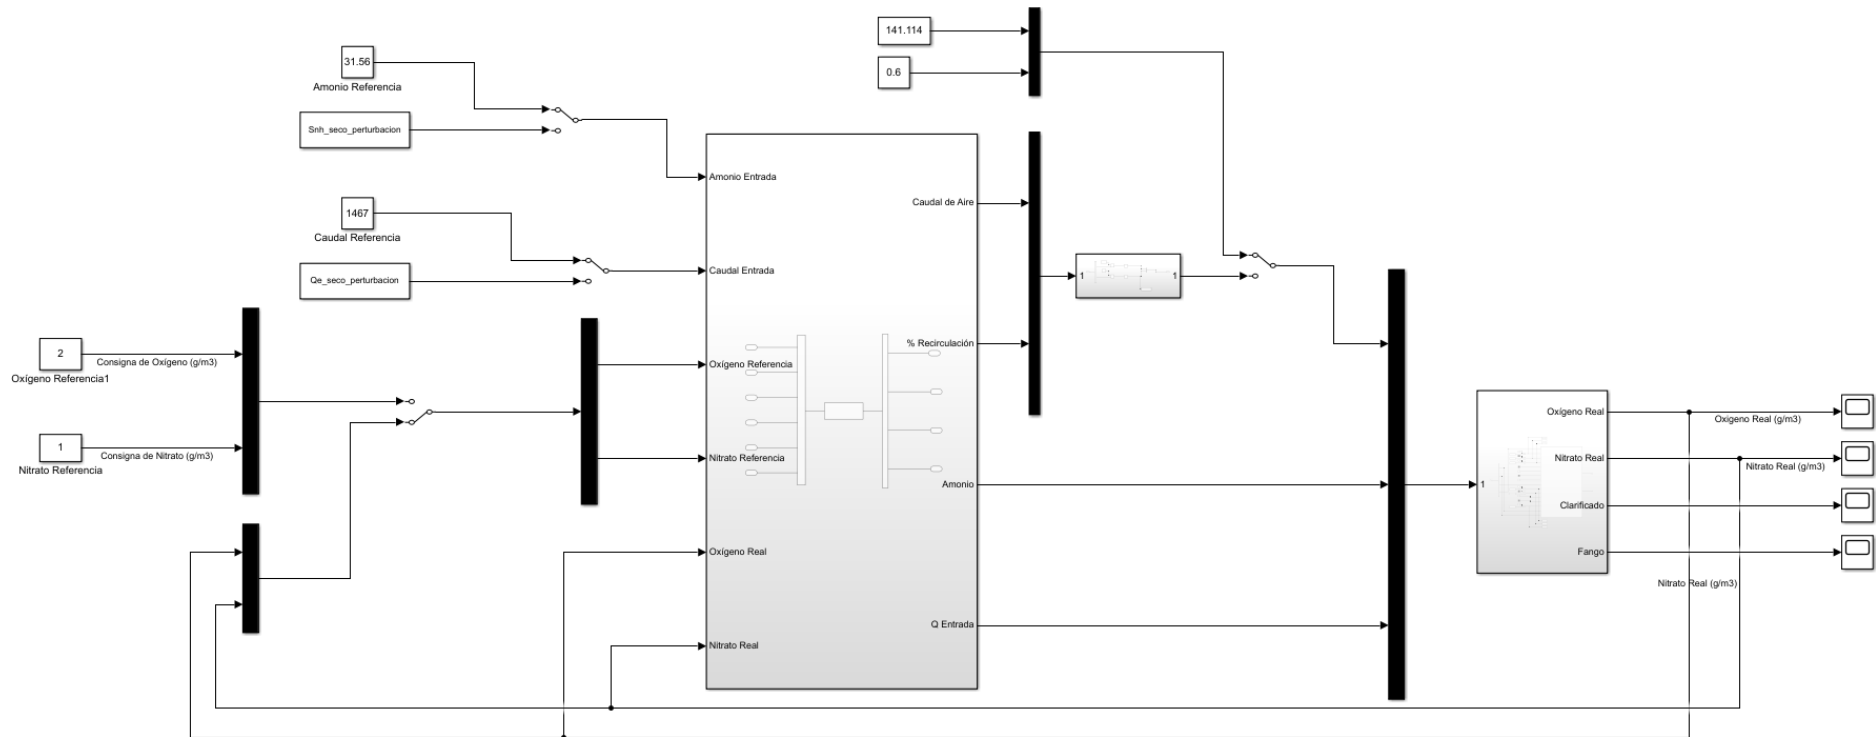 141.114
0.6
31.56
Amonio Referencia
Snh_seco_perturbacion
Amonio Entrada
Caudal de Aire
1467
Caudal Referencia
Caudal Entrada
Qe_seco_perturbacion
1
1
2
Consigna de Oxígeno (g/m3)
Oxígeno Referencia1
% Recirculación
Oxígeno Referencia
1
Consigna de Nitrato (g/m3)
Nitrato Referencia
Nitrato Referencia
Amonio
Oxígeno Real
Q Entrada
Nitrato Real
1
Oxígeno Real
Oxigeno Real (g/m3)
Nitrato Real
Nitrato Real (g/m3)
Clarificado
Fango
Nitrato Real (g/m3)